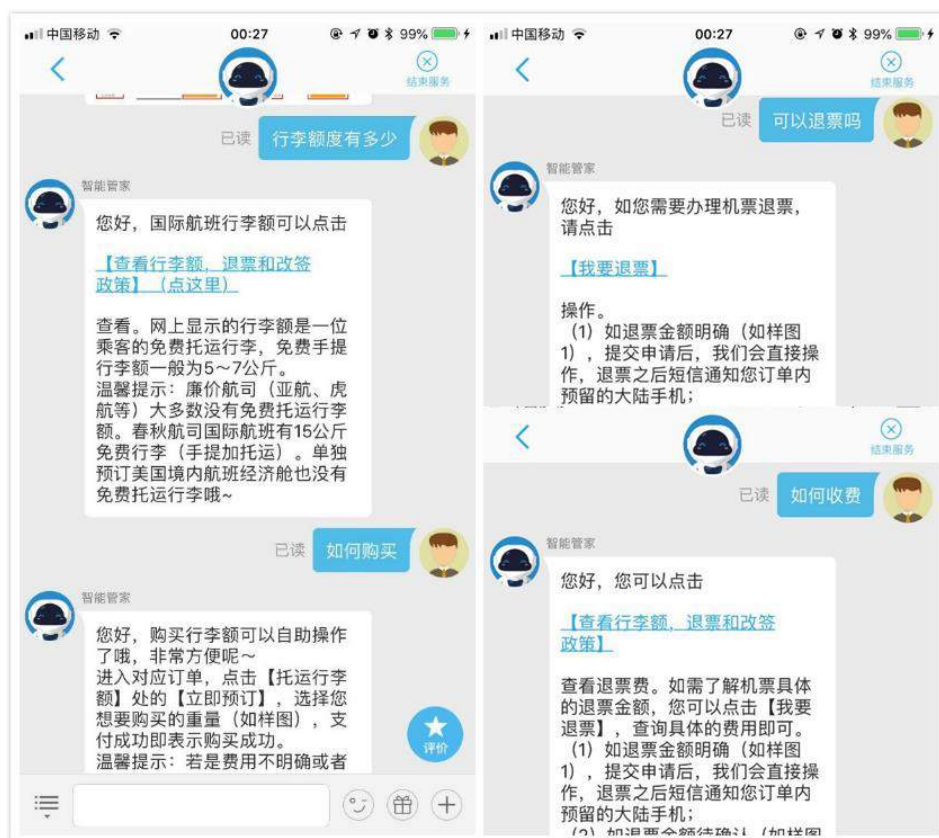 中国移动
00:27
99%
结束服务
已读
行李额度有多少
智能管家
您好，国际航班行李额可以点击
【查看行李额，退票和改签
政策】（点这里）
查看。网上显示的行李额是一位
乘客的免费托运行李，免费手提
行李额一般为5～7公斤。
温馨提示：廉价航司（亚航、虎
航等）大多数没有免费托运行李
额。春秋航司国际航班有15公斤
免费行李（手提加托运）。单独
预订美国境内航班经济舱也没有
免费托运行李哦~
已读
如何购买
智能管家
您好，购买行李额可以自助操作
了哦，非常方便呢～
进入对应订单，点击【托运行李
额】处的【立即预订】，选择您
想要购买的重量（如样图），支
付成功即表示购买成功。
温馨提示：若是费用不明确或者
评价
中国移动
00:27
99%
结束服务
已读
可以退票吗
智能管家
您好，如您需要办理机票退票，
请点击
【我要退票】
操作。
（1）如退票金额明确（如样图
1），提交申请后，我们会直接操
作，退票之后短信通知您订单内
预留的大陆手机；
结束服务
已读
如何收费
智能管家
您好，您可以点击
【查看行李额，退票和改签
政策】
查看退票费。如需了解机票具体
的退票金额，您可以点击【我要
退票】，查询具体的费用即可。
（1）如退票金额明确（如样图
1），提交申请后，我们会直接操
作，退票之后短信通知您订单内
预留的大陆手机；
（2）如退票金额待确认（如样图